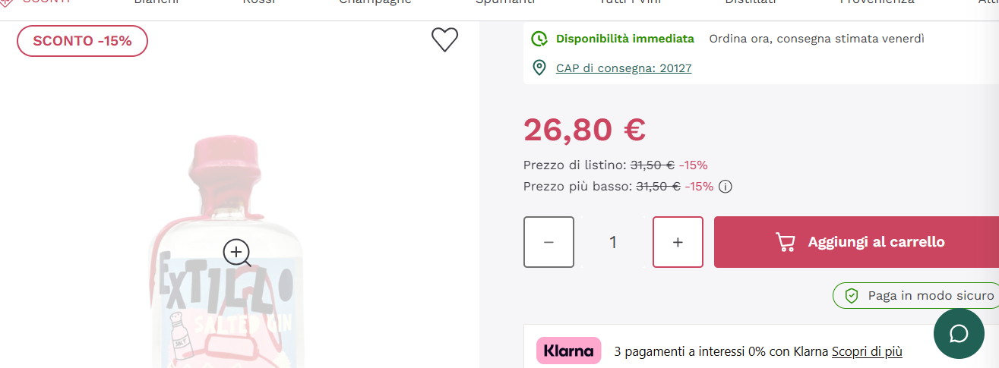 SCONTI
Bianchi
Rossi
Champagne
Spumanti
Tutti i Vini
Distillati
Provenienza
SCONTO -15%
Disponibilità immediata Ordina ora, consegna stimata venerdì
CAP di consegna: 20127
26,80 €
Prezzo di listino: 31,50 € -15%
Prezzo più basso: 31,50 € -15%
− 1 + Aggiungi al carrello
Paga in modo sicuro
Klarna 3 pagamenti a interessi 0% con Klarna Scopri di più
EXTILLO
SALTED GIN
SALT